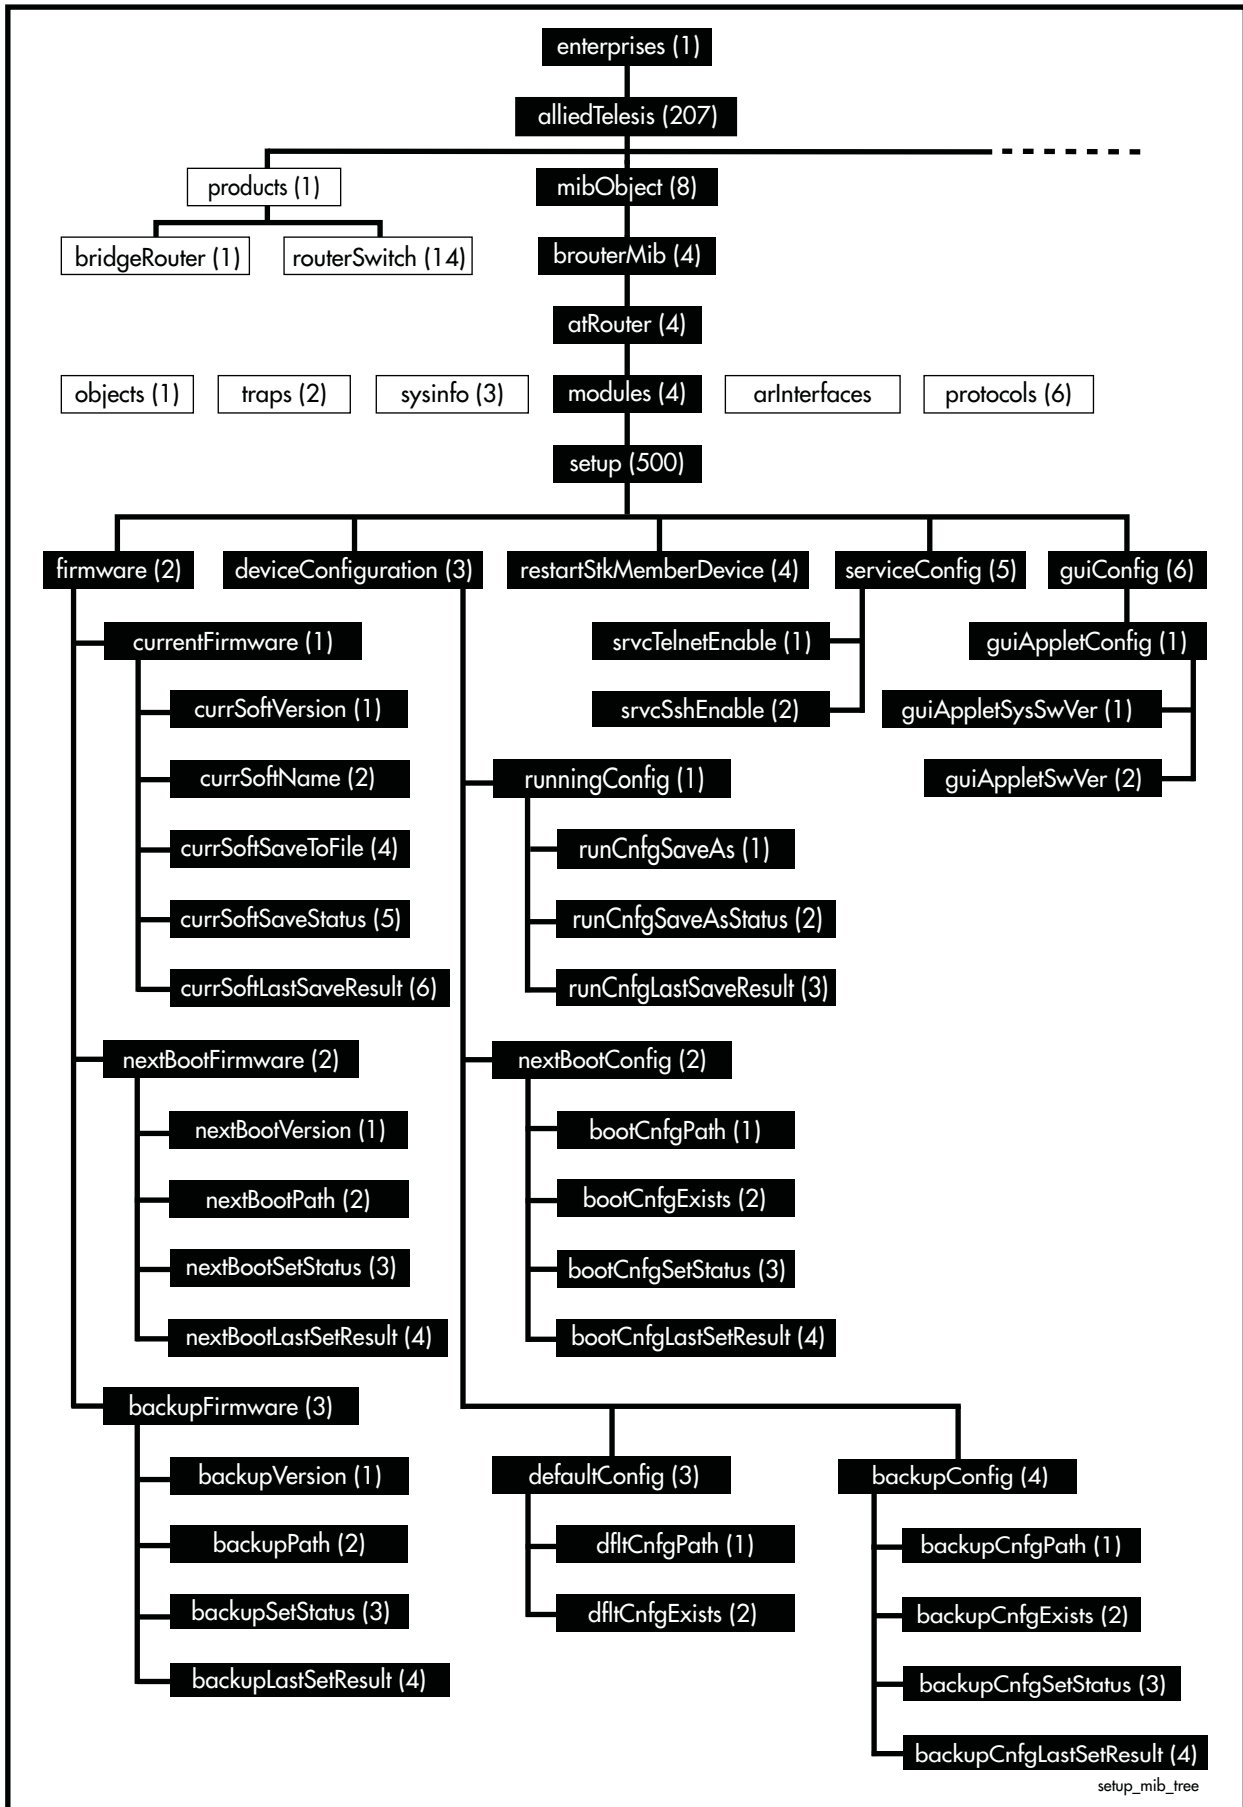 enterprises (1)
alliedTelesis (207)
products (1)
mibObject (8)
bridgeRouter (1)
routerSwitch (14)
brouterMib (4)
atRouter (4)
objects (1)
traps (2)
sysinfo (3)
modules (4)
arInterfaces
protocols (6)
setup (500)
firmware (2)
deviceConfiguration (3)
restartStkMemberDevice (4)
serviceConfig (5)
guiConfig (6)
currentFirmware (1)
srvcTelnetEnable (1)
guiAppletConfig (1)
currSoftVersion (1)
srvcSshEnable (2)
guiAppletSysSwVer (1)
currSoftName (2)
runningConfig (1)
guiAppletSwVer (2)
currSoftSaveToFile (4)
runCnfgSaveAs (1)
currSoftSaveStatus (5)
runCnfgSaveAsStatus (2)
currSoftLastSaveResult (6)
runCnfgLastSaveResult (3)
nextBootFirmware (2)
nextBootConfig (2)
nextBootVersion (1)
bootCnfgPath (1)
nextBootPath (2)
bootCnfgExists (2)
nextBootSetStatus (3)
bootCnfgSetStatus (3)
nextBootLastSetResult (4)
bootCnfgLastSetResult (4)
backupFirmware (3)
backupVersion (1)
defaultConfig (3)
backupConfig (4)
backupPath (2)
dfltCnfgPath (1)
backupCnfgPath (1)
backupSetStatus (3)
dfltCnfgExists (2)
backupCnfgExists (2)
backupLastSetResult (4)
backupCnfgSetStatus (3)
backupCnfgLastSetResult (4)
setup_mib_tree